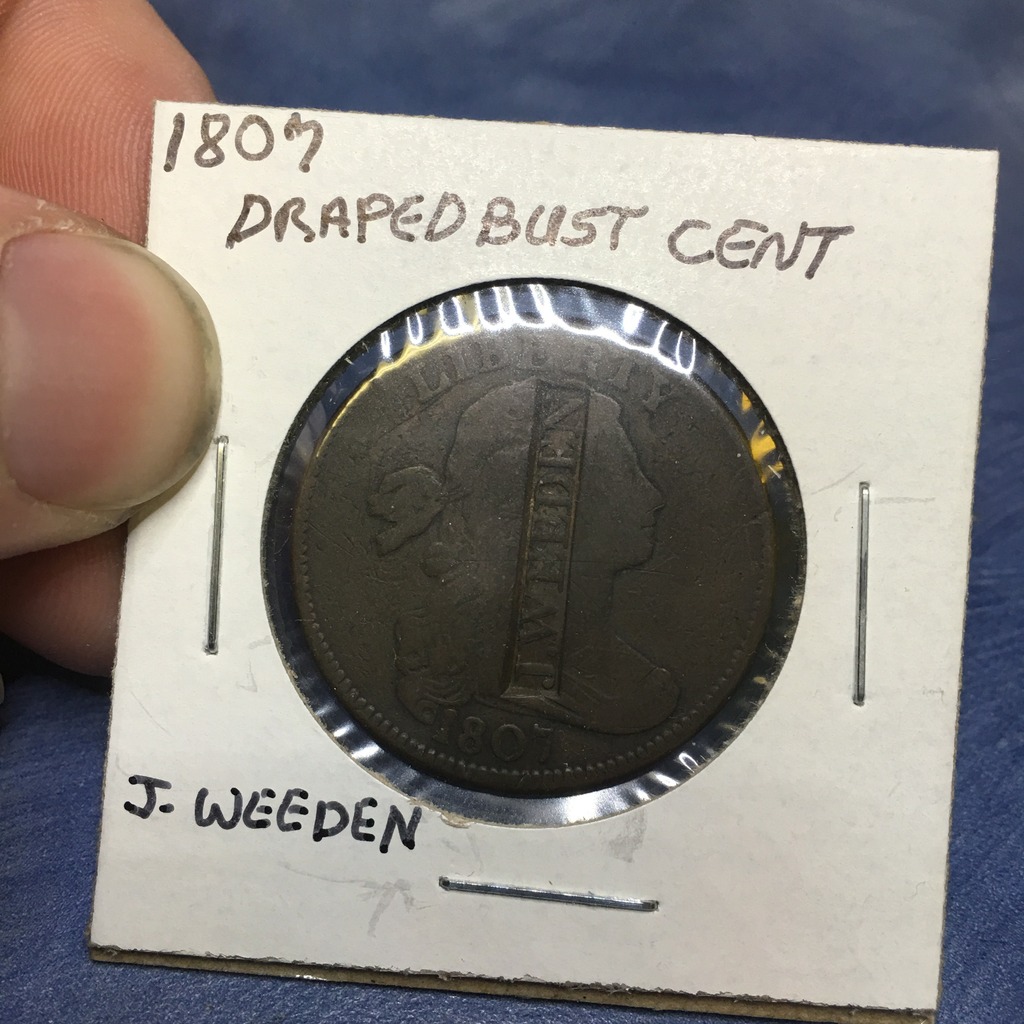 1807
DRAPED BUST CENT
LIBERTY
J.WEEDEN
1807
J. WEEDEN